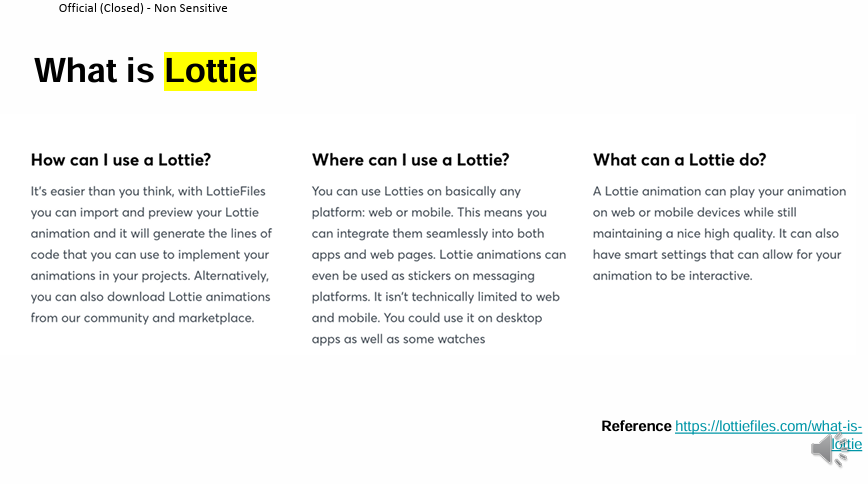 Official (Closed) - Non Sensitive
What is Lottie
How can I use a Lottie?
It's easier than you think, with LottieFiles
you can import and preview your Lottie
animation and it will generate the lines of
code that you can use to implement your
animations in your projects. Alternatively,
you can also download Lottie animations
from our community and marketplace.
Where can I use a Lottie?
You can use Lotties on basically any
platform: web or mobile. This means you
can integrate them seamlessly into both
apps and web pages. Lottie animations can
even be used as stickers on messaging
platforms. It isn't technically limited to web
and mobile. You could use it on desktop
apps as well as some watches
What can a Lottie do?
A Lottie animation can play your animation
on web or mobile devices while still
maintaining a nice high quality. It can also
have smart settings that can allow for your
animation to be interactive.
Reference https://lottiefiles.com/what-is-
lottie